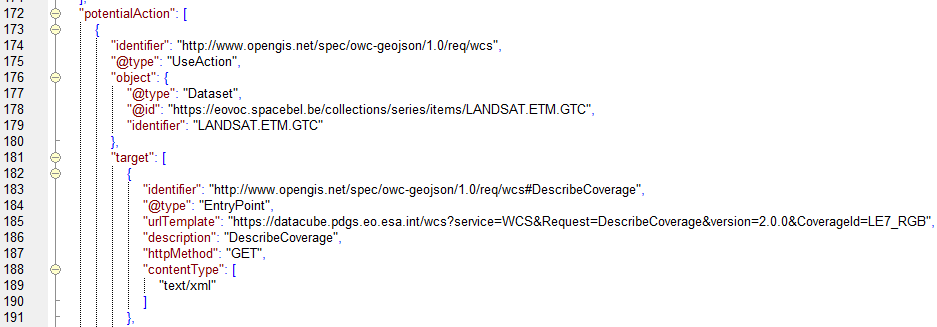 172 "potentialAction": [
173 {
174 "identifier": "http://www.opengis.net/spec/owc-geojson/1.0/req/wcs",
175 "@type": "UseAction",
176 "object": {
177 "@type": "Dataset",
178 "@id": "https://eovoc.spacebel.be/collections/series/items/LANDSAT.ETM.GTC",
179 "identifier": "LANDSAT.ETM.GTC"
180 },
181 "target": [
182 {
183 "identifier": "http://www.opengis.net/spec/owc-geojson/1.0/req/wcs#DescribeCoverage",
184 "@type": "EntryPoint",
185 "urlTemplate": "https://datacube.pdgs.eo.esa.int/wcs?service=WCS&Request=DescribeCoverage&version=2.0.0&CoverageId=LE7_RGB",
186 "description": "DescribeCoverage",
187 "httpMethod": "GET",
188 "contentType": [
189 "text/xml"
190 ]
191 },